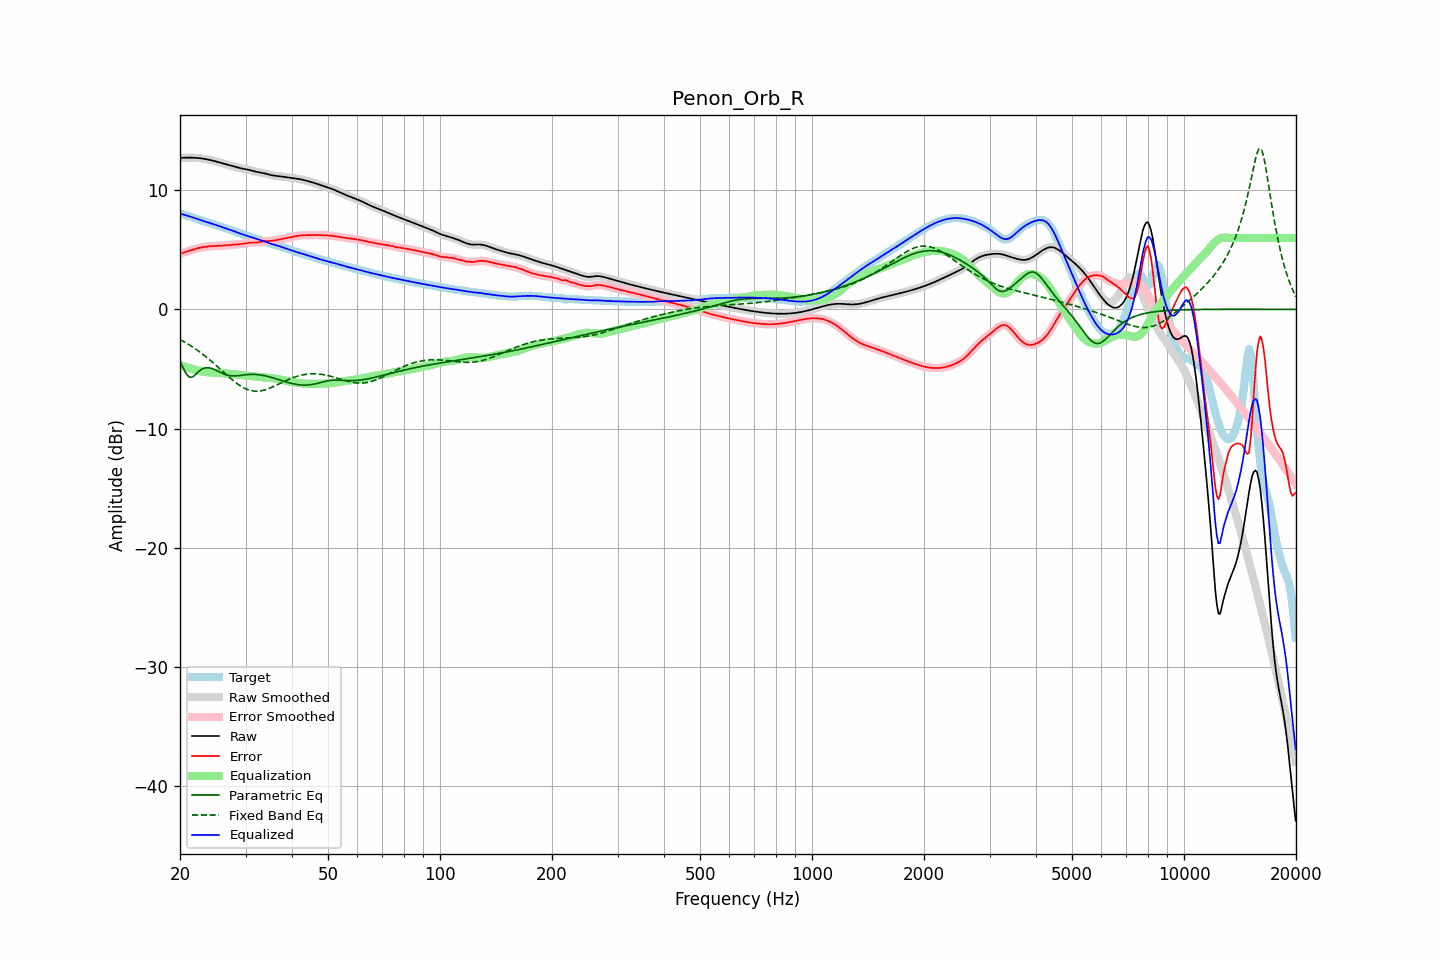 Penon_Orb_R
Amplitude (dBr)
10
0
−10
−20
−30
−40
Target
Raw Smoothed
Error Smoothed
Raw
Error
Equalization
Parametric Eq
Fixed Band Eq
Equalized
20 50 100 200 500 1000 2000 5000 10000 20000
Frequency (Hz)